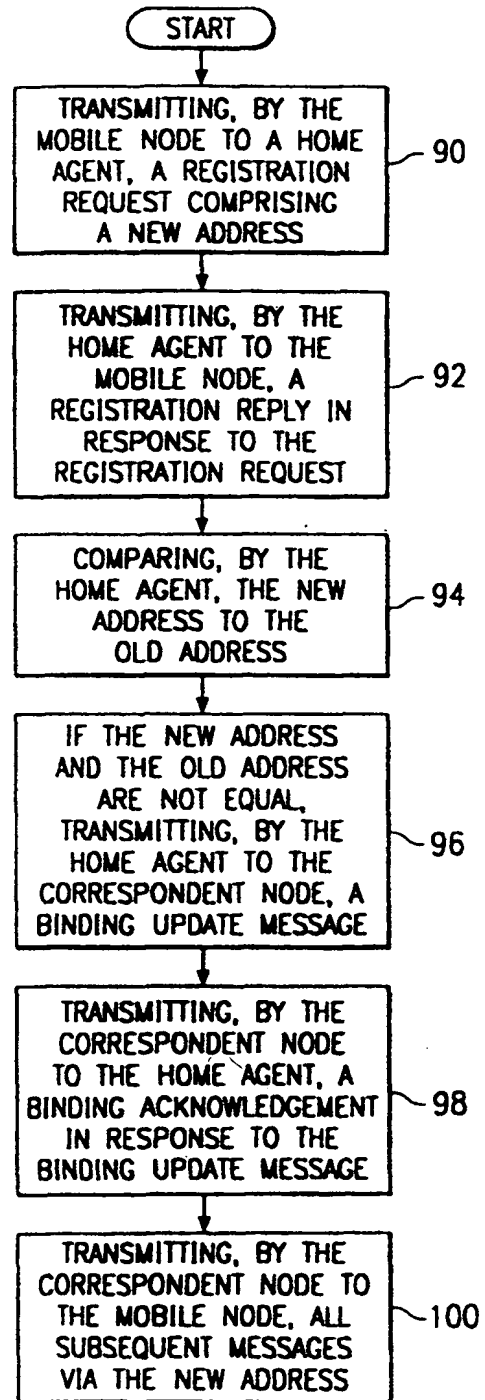 START
TRANSMITTING, BY THE
MOBILE NODE TO A HOME
AGENT, A REGISTRATION
REQUEST COMPRISING
A NEW ADDRESS
90
TRANSMITTING, BY THE
HOME AGENT TO THE
MOBILE NODE, A
REGISTRATION REPLY IN
RESPONSE TO THE
REGISTRATION REQUEST
92
COMPARING, BY THE
HOME AGENT, THE NEW
ADDRESS TO THE
OLD ADDRESS
94
IF THE NEW ADDRESS
AND THE OLD ADDRESS
ARE NOT EQUAL,
TRANSMITTING, BY THE
HOME AGENT TO THE
CORRESPONDENT NODE, A
BINDING UPDATE MESSAGE
96
TRANSMITTING, BY THE
CORRESPONDENT NODE
TO THE HOME AGENT, A
BINDING ACKNOWLEDGEMENT
IN RESPONSE TO THE
BINDING UPDATE MESSAGE
98
TRANSMITTING, BY THE
CORRESPONDENT NODE TO
THE MOBILE NODE, ALL
SUBSEQUENT MESSAGES
VIA THE NEW ADDRESS
100